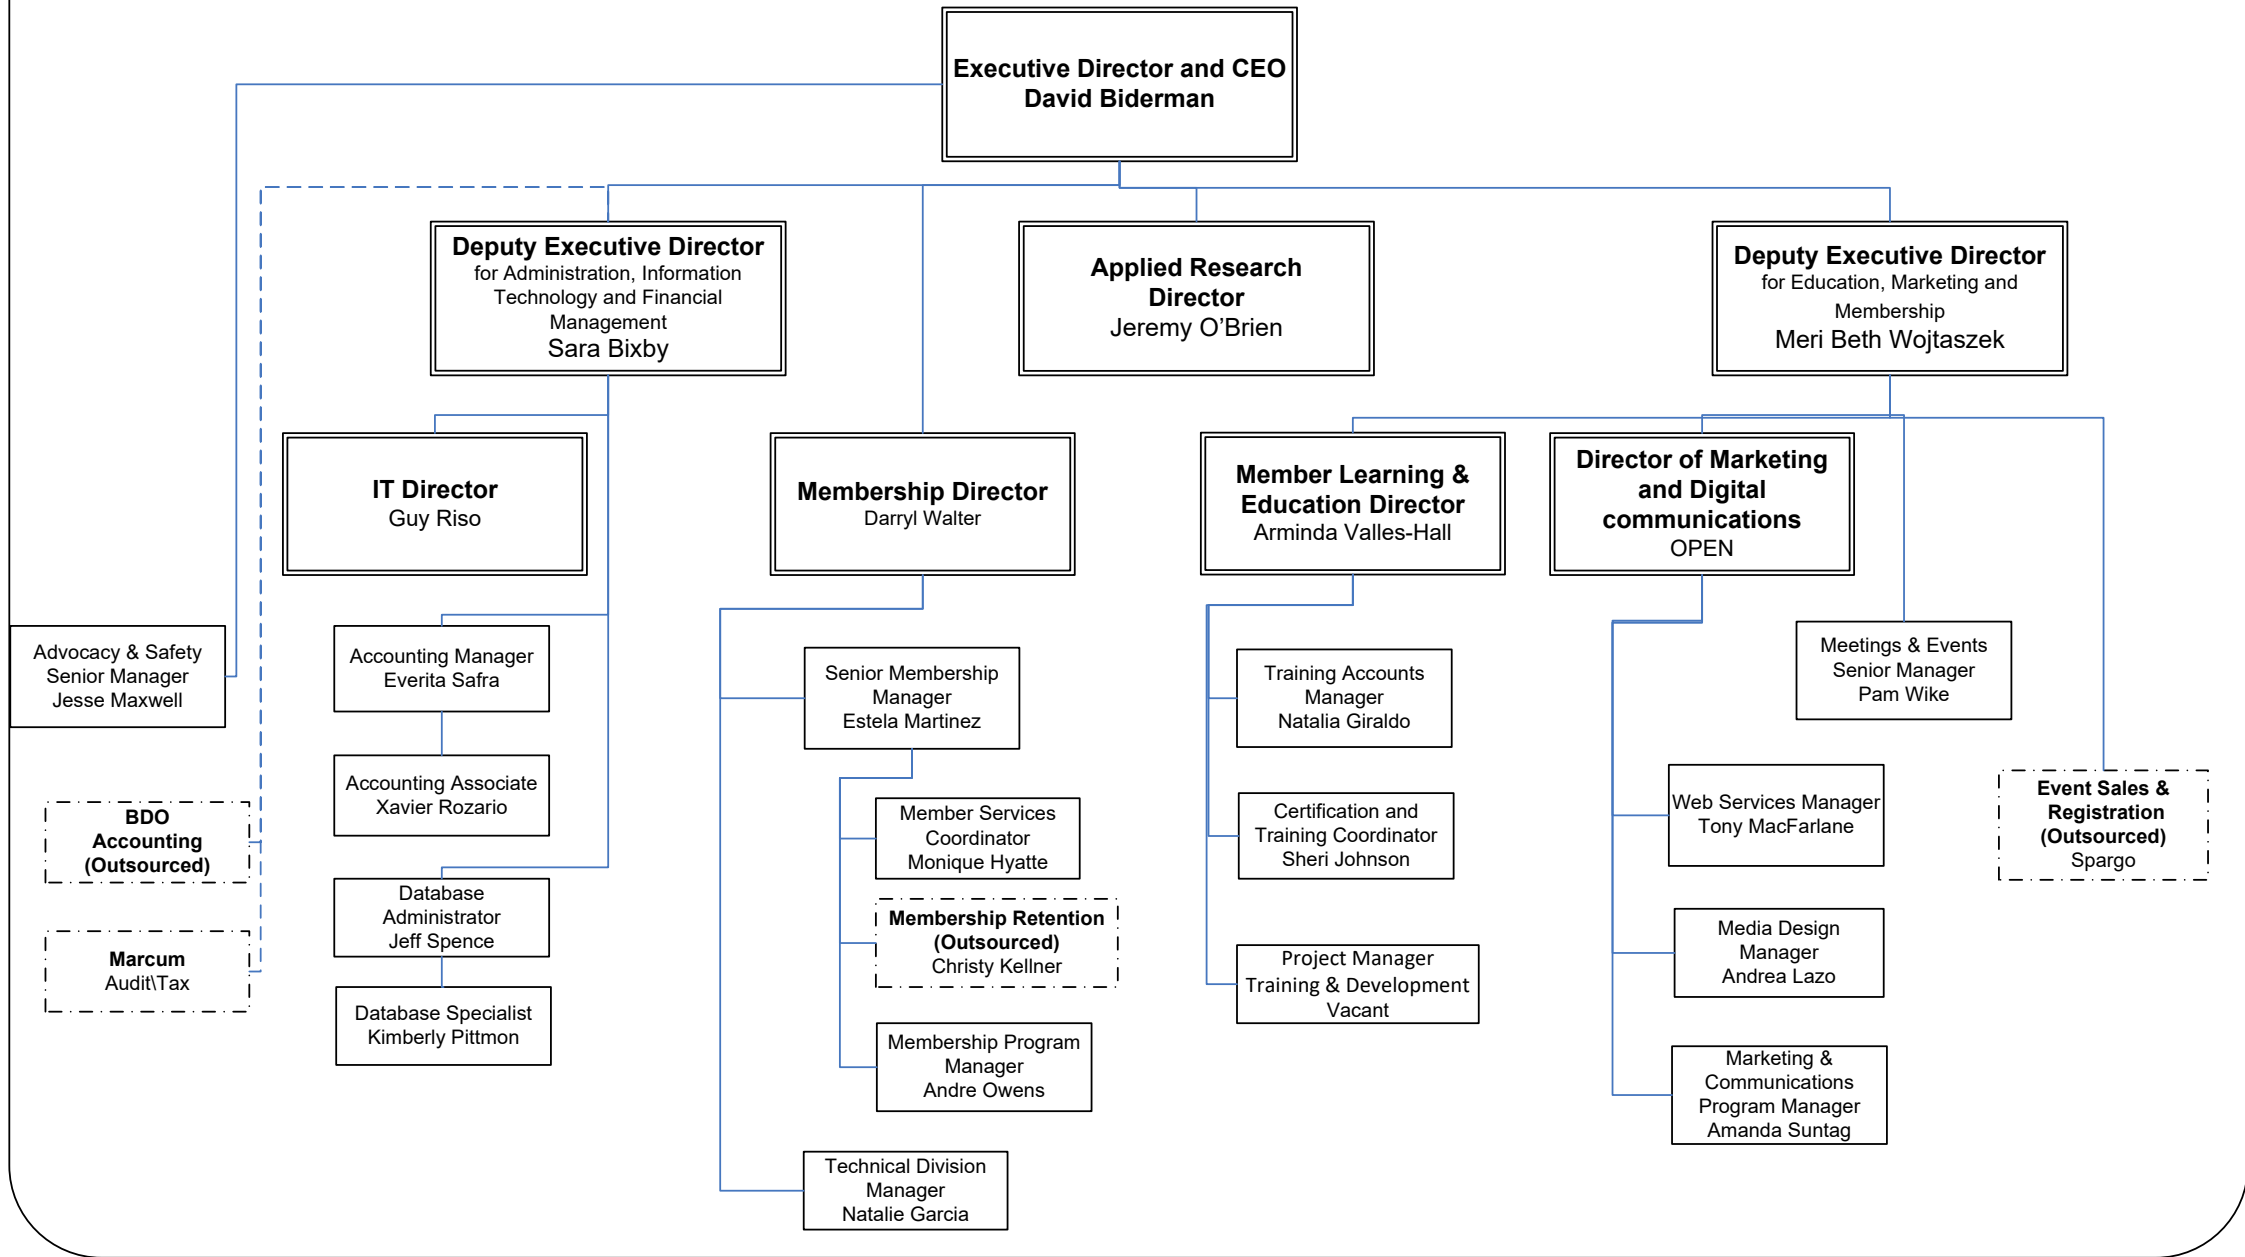 Executive Director and CEO
David Biderman
Deputy Executive Director
for Administration, Information
Technology and Financial
Management
Sara Bixby
Applied Research
Director
Jeremy O’Brien
Deputy Executive Director
for Education, Marketing and
Membership
Meri Beth Wojtaszek
IT Director
Guy Riso
Membership Director
Darryl Walter
Member Learning &
Education Director
Arminda Valles-Hall
Director of Marketing
and Digital
communications
OPEN
Advocacy & Safety
Senior Manager
Jesse Maxwell
Accounting Manager
Everita Safra
Senior Membership
Manager
Estela Martinez
Training Accounts
Manager
Natalia Giraldo
Meetings & Events
Senior Manager
Pam Wike
Accounting Associate
Xavier Rozario
BDO
Accounting
(Outsourced)
Member Services
Coordinator
Monique Hyatte
Certification and
Training Coordinator
Sheri Johnson
Web Services Manager
Tony MacFarlane
Event Sales &
Registration
(Outsourced)
Spargo
Database
Administrator
Jeff Spence
Membership Retention
(Outsourced)
Christy Kellner
Media Design
Manager
Andrea Lazo
Marcum
Audit\Tax
Project Manager
Training & Development
Vacant
Database Specialist
Kimberly Pittmon
Membership Program
Manager
Andre Owens
Marketing &
Communications
Program Manager
Amanda Suntag
Technical Division
Manager
Natalie Garcia